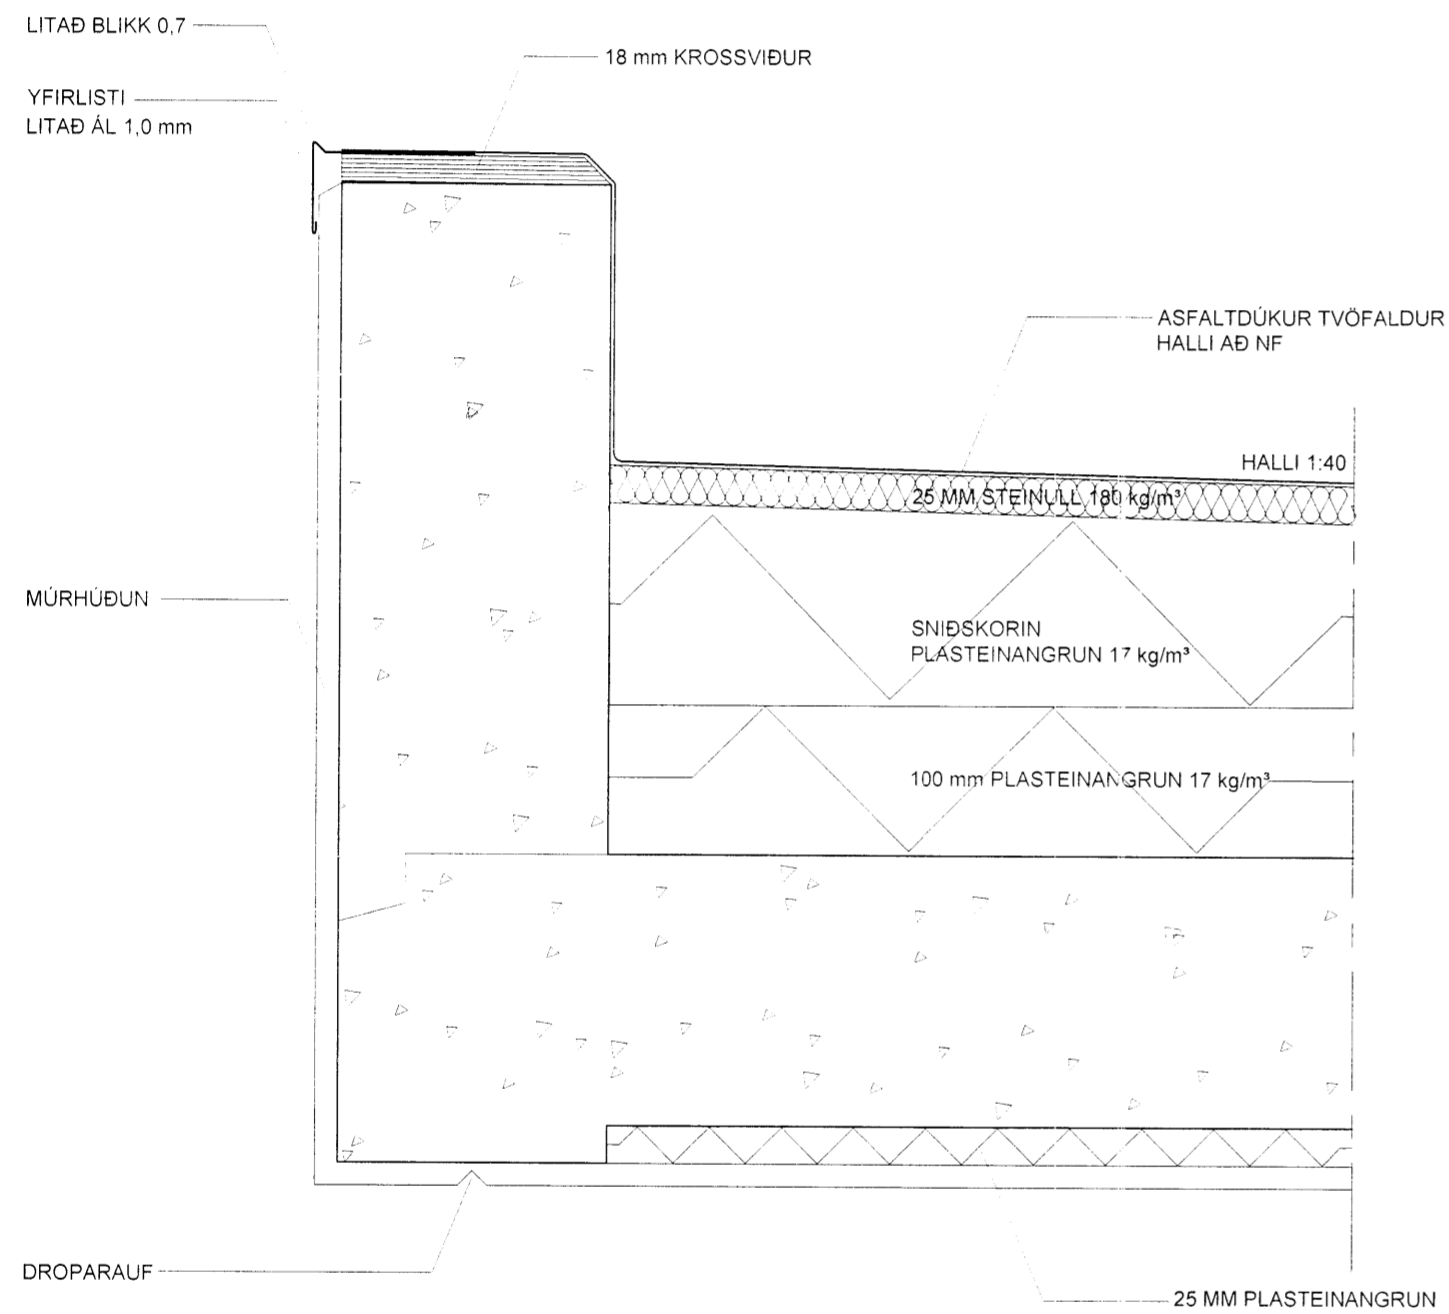 LITAÐ BLIKK 0,7
18 mm KROSSVIÐUR
YFIRLISTI
LITAÐ ÁL 1,0 mm
ASFALTDÚKUR TVÖFALDUR
HALLI AÐ NF
HALLI 1:40
25 MM STEINULL 180 kg/m³
MÚRHÚÐUN
SNIÐSKORIN
PLASTEINANGRUN 17 kg/m³
100 mm PLASTEINANGRUN 17 kg/m³
DROPARAUF
25 MM PLASTEINANGRUN